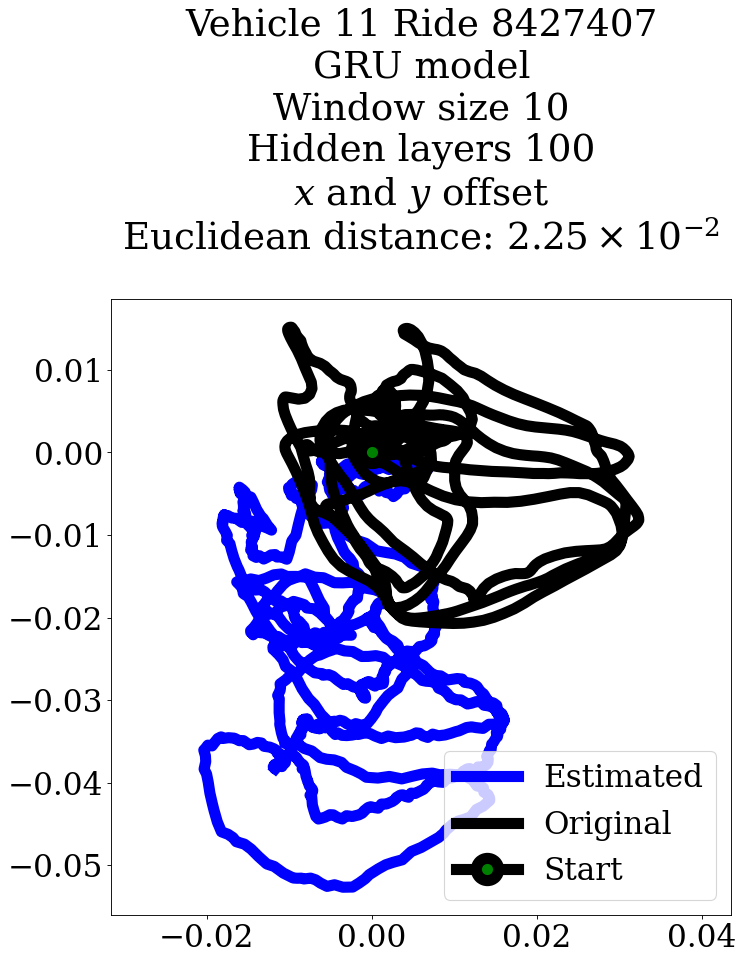 Vehicle 11 Ride 8427407
GRU model
Window size 10
Hidden layers 100
x and y offset
Euclidean distance: 2.25 × 10⁻²
0.01
0.00
−0.01
−0.02
−0.03
−0.04
−0.05
Estimated
Original
Start
−0.02 0.00 0.02 0.04